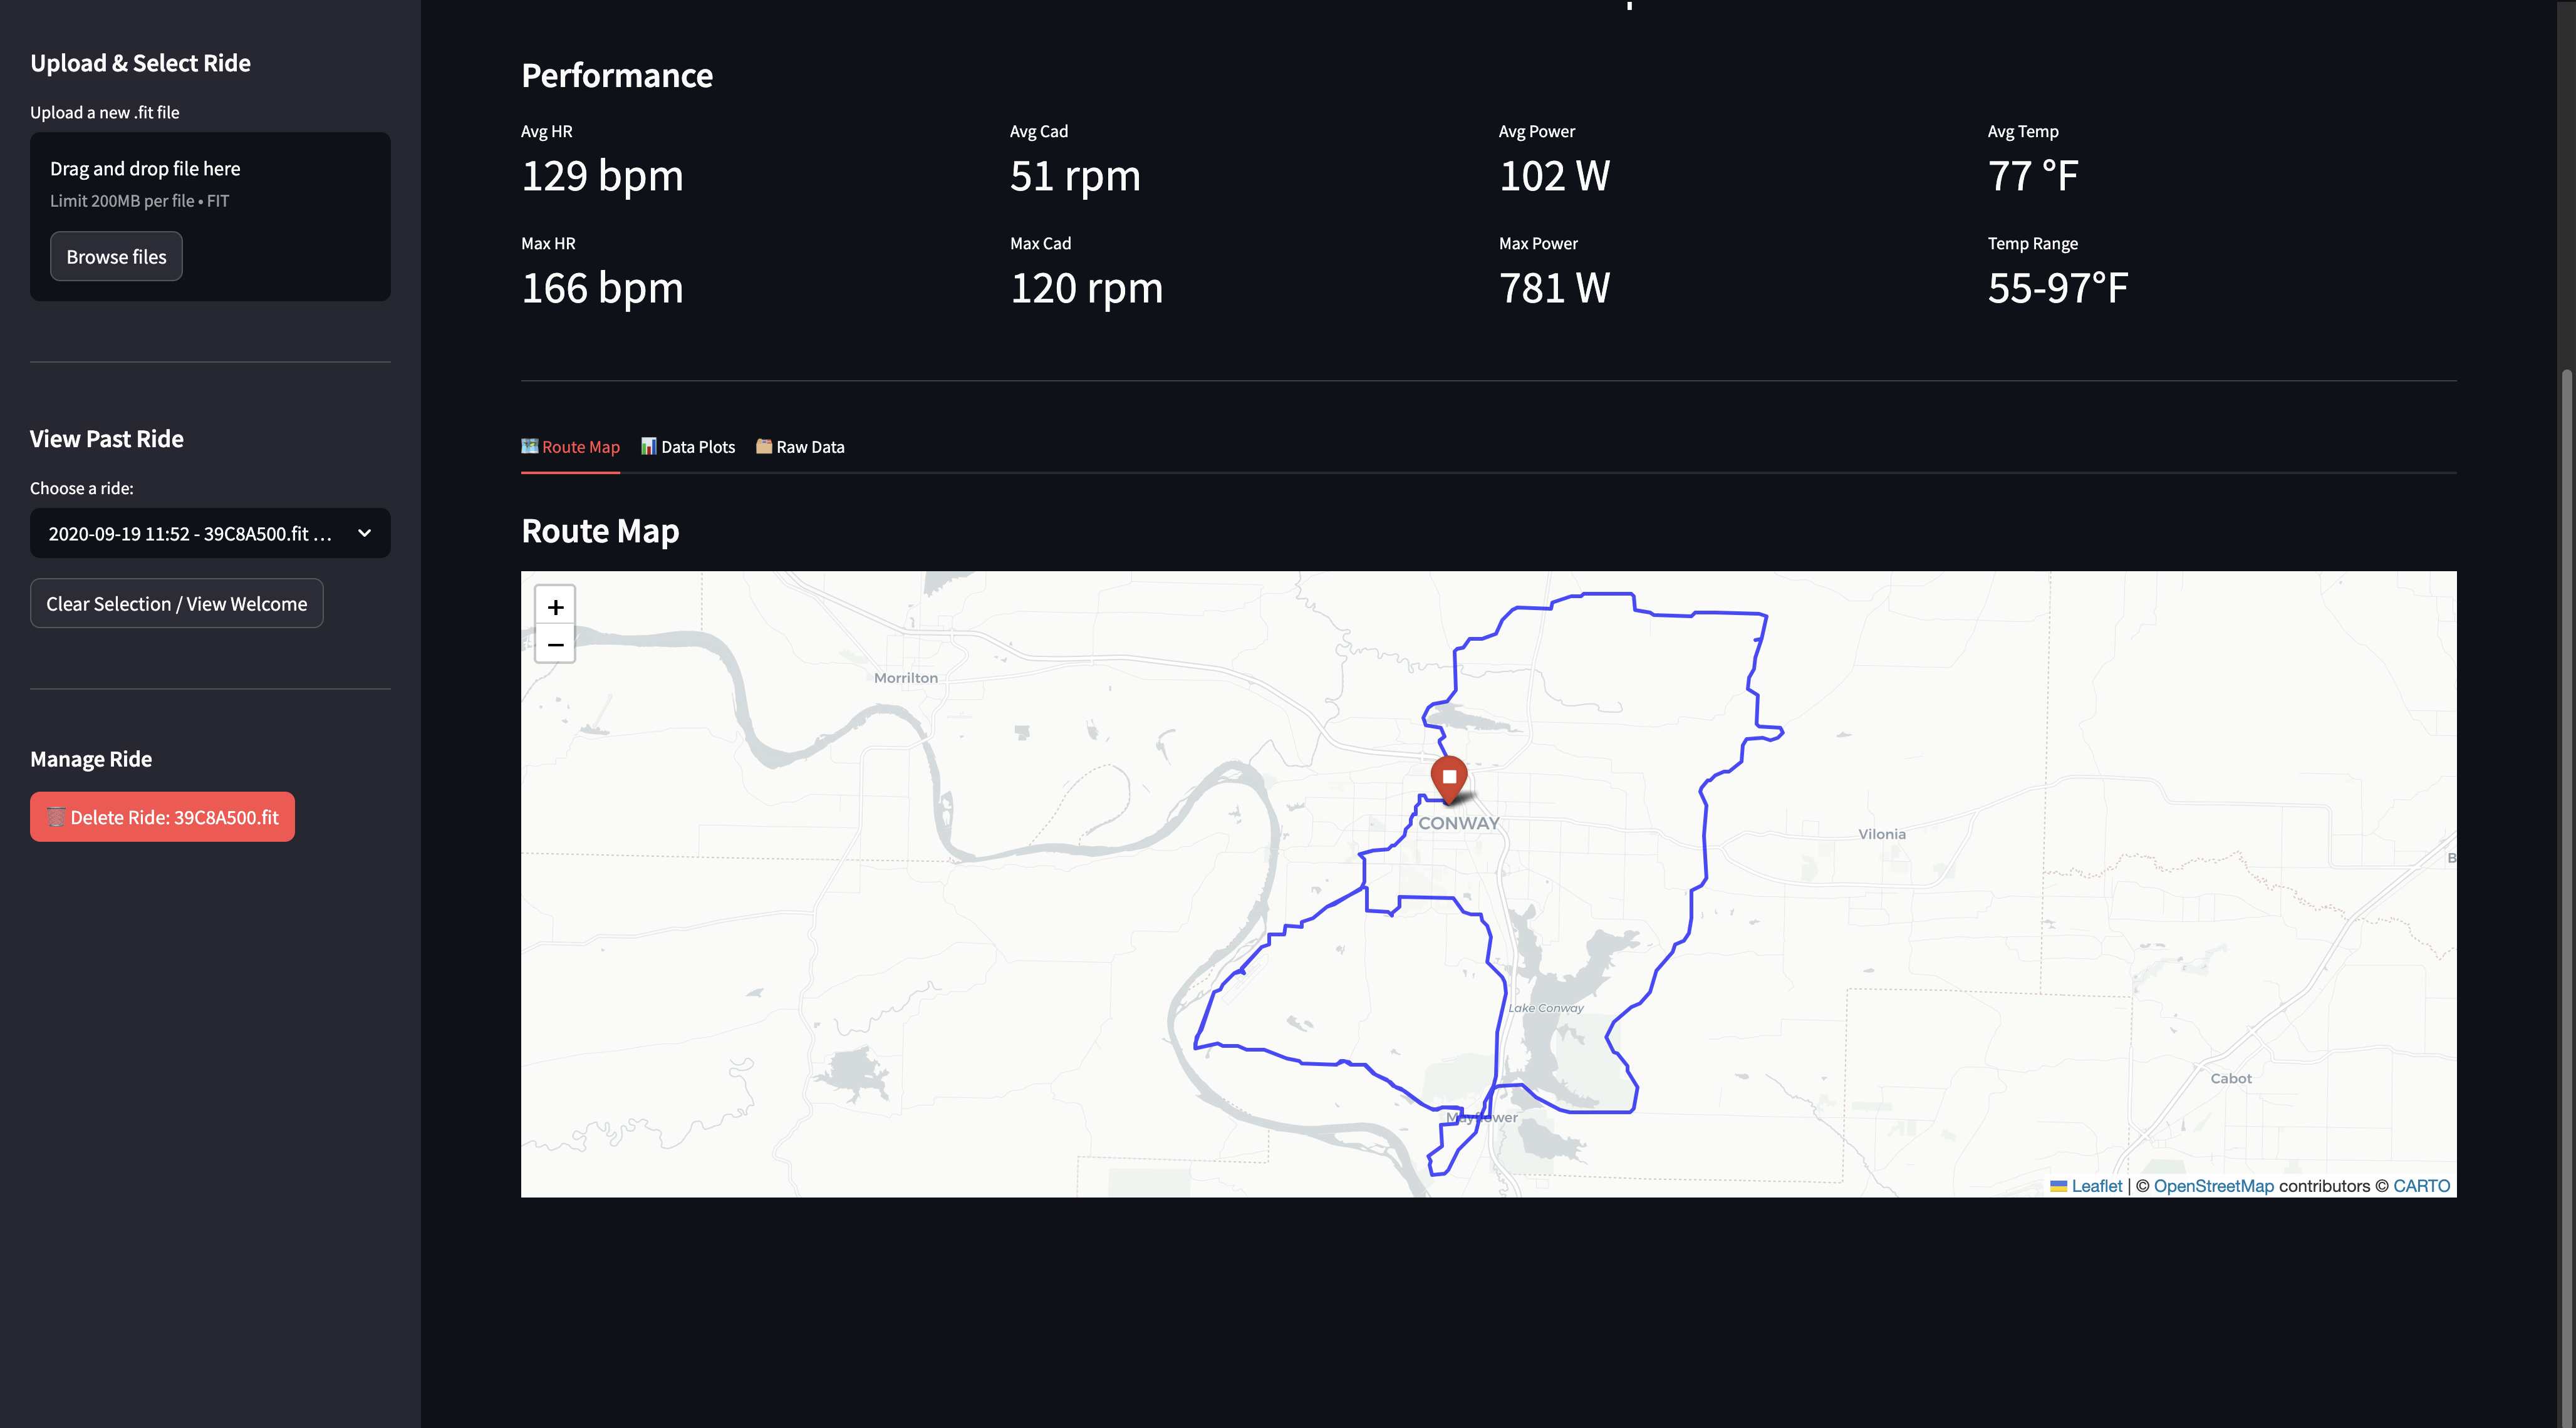 Upload & Select Ride
Upload a new .fit file
Drag and drop file here
Limit 200MB per file • FIT
Browse files
View Past Ride
Choose a ride:
2020-09-19 11:52 - 39C8A500.fit ...
Clear Selection / View Welcome
Manage Ride
Delete Ride: 39C8A500.fit
Performance
Avg HR
129 bpm
Avg Cad
51 rpm
Avg Power
102 W
Avg Temp
77 °F
Max HR
166 bpm
Max Cad
120 rpm
Max Power
781 W
Temp Range
55-97°F
Route Map
Data Plots
Raw Data
Route Map
+
−
Morrilton
CONWAY
Vilonia
B
Lake Conway
Cabot
Mayflower
Leaflet | © OpenStreetMap contributors © CARTO